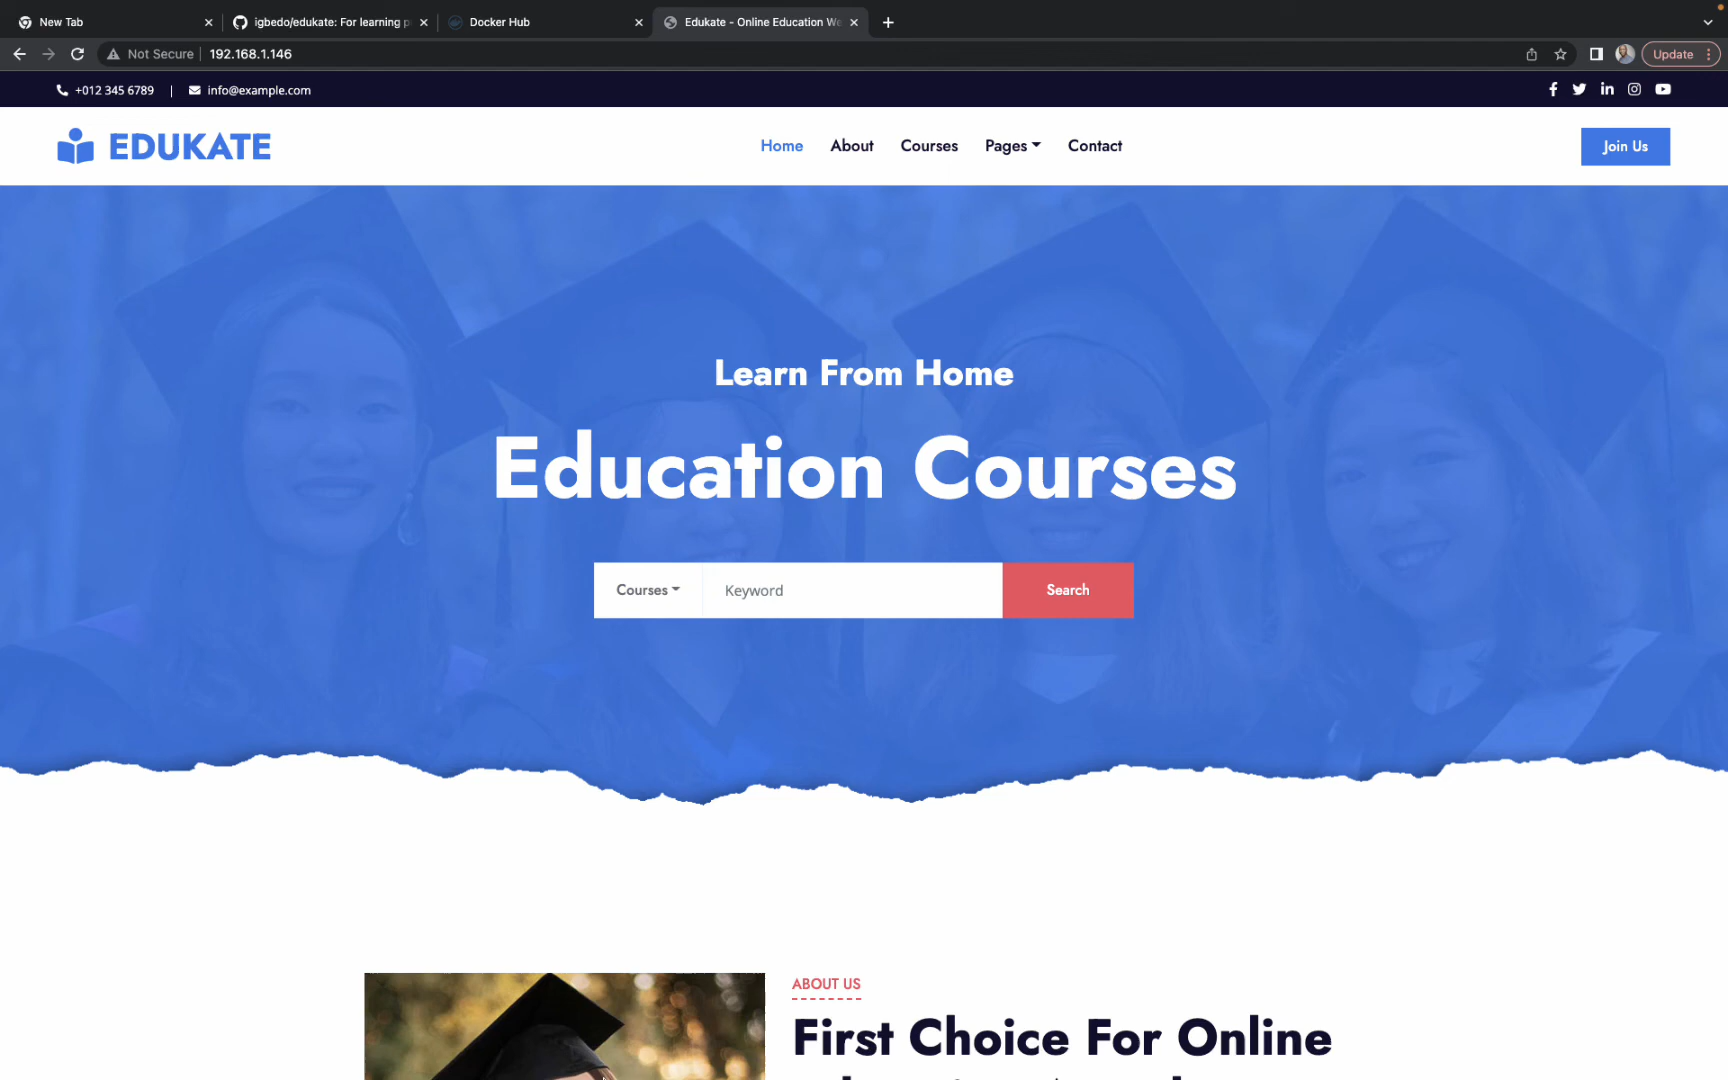 New Tab
igbedo/edukate: For learning p
Docker Hub
Edukate - Online Education We
Not Secure
192.168.1.146
Update
+012 345 6789 | info@example.com
EDUKATE
Home
About
Courses
Pages
Contact
Join Us
Learn From Home
Education Courses
Courses
Keyword
Search
ABOUT US
First Choice For Online